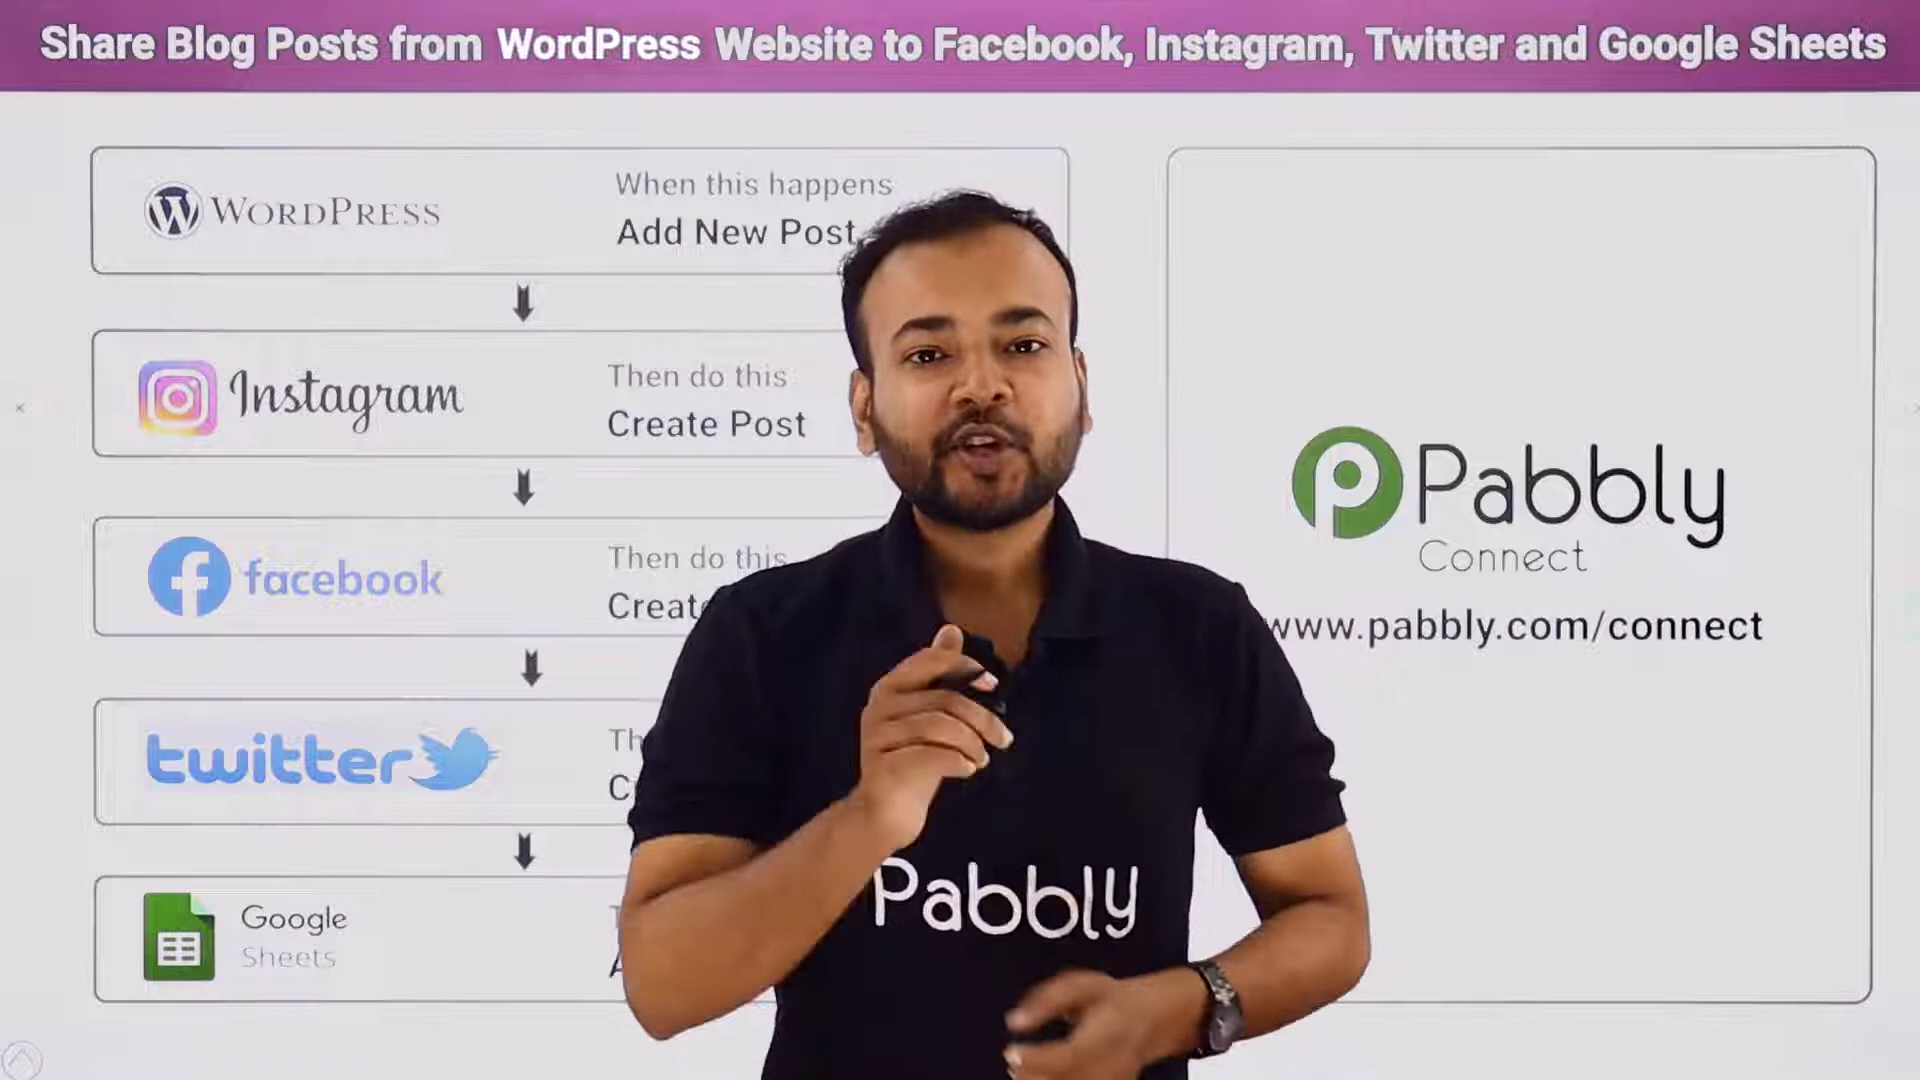 Share Blog Posts from WordPress Website to Facebook, Instagram, Twitter and Google Sheets
WORDPRESS
When this happens
Add New Post
Instagram
Then do this
Create Post
facebook
Then do this
twitter
Google
Sheets
Pabbly
Connect
www.pabbly.com/connect
Pabbly